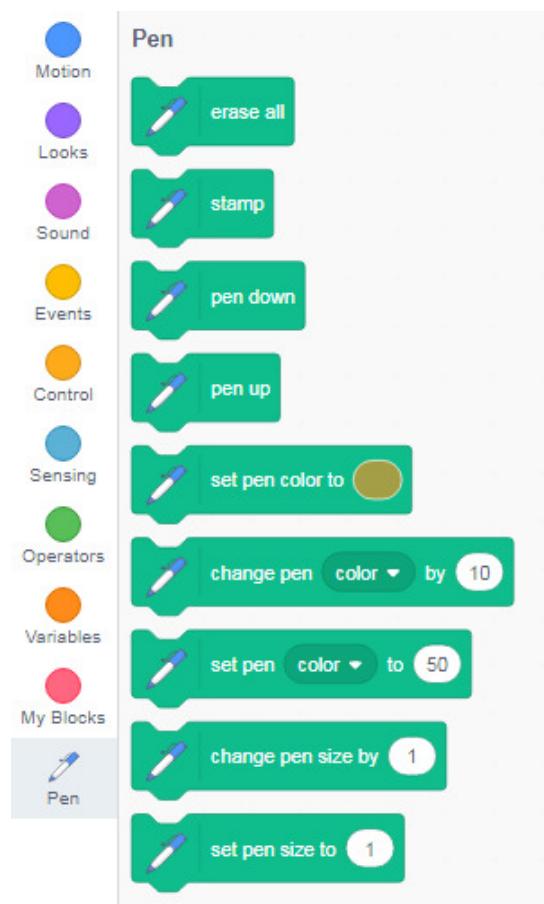 Motion
Looks
Sound
Events
Control
Sensing
Operators
Variables
My Blocks
Pen
Pen
erase all
stamp
pen down
pen up
set pen color to
change pen color by 10
set pen color to 50
change pen size by 1
set pen size to 1